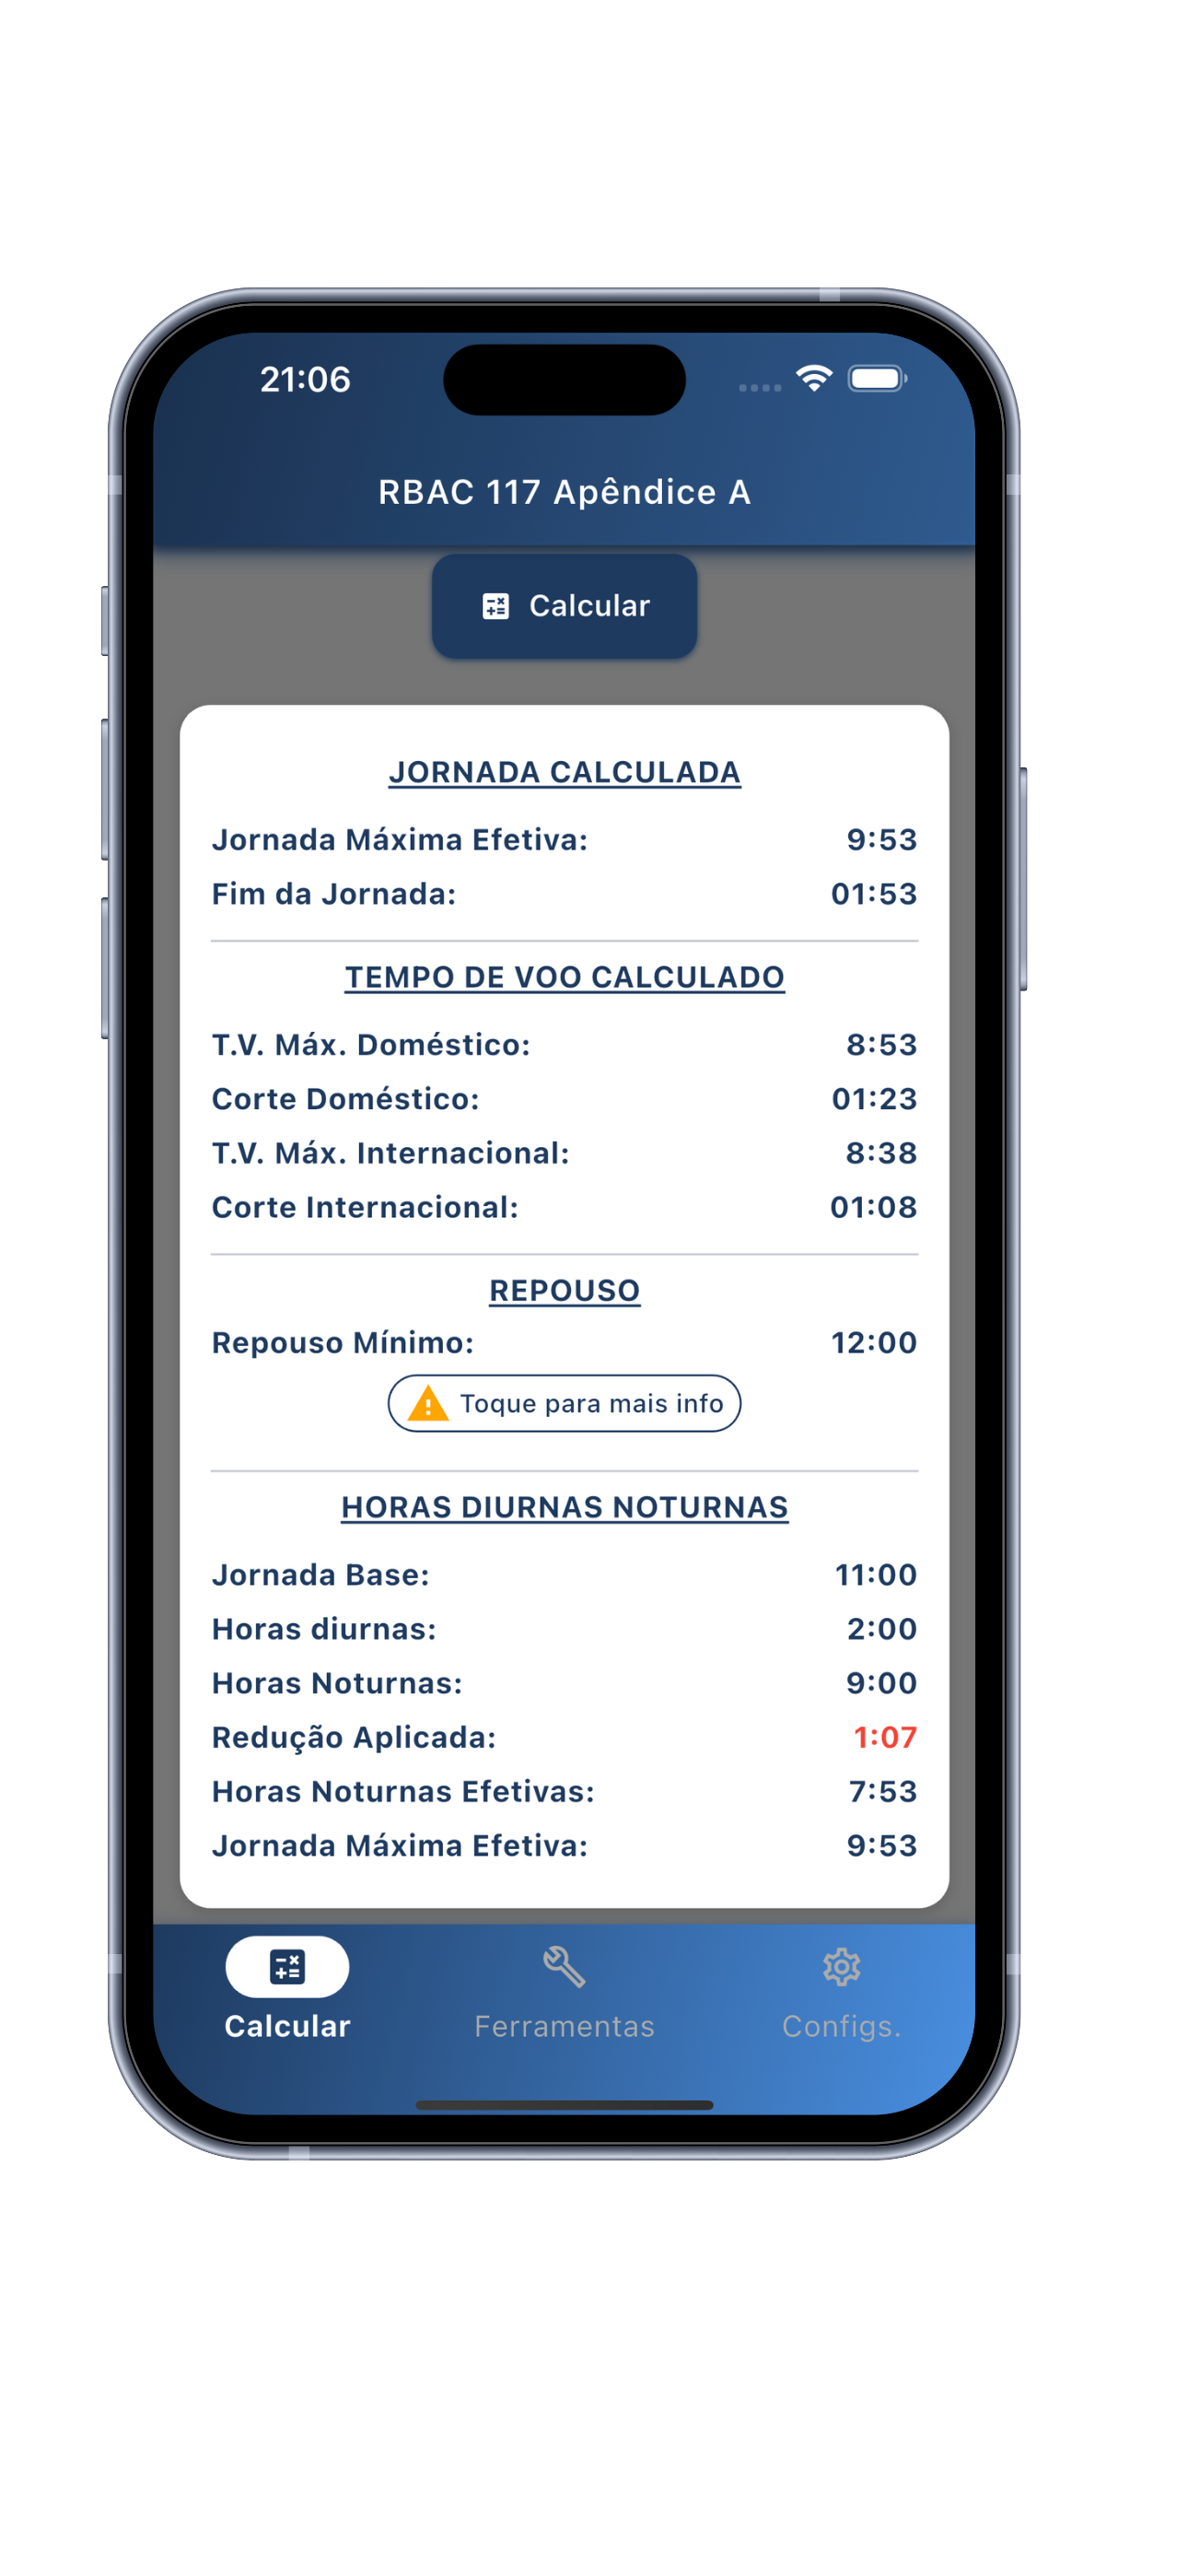 21:06
RBAC 117 Apêndice A
Calcular
JORNADA CALCULADA
Jornada Máxima Efetiva: 9:53
Fim da Jornada: 01:53
TEMPO DE VOO CALCULADO
T.V. Máx. Doméstico: 8:53
Corte Doméstico: 01:23
T.V. Máx. Internacional: 8:38
Corte Internacional: 01:08
REPOUSO
Repouso Mínimo: 12:00
Toque para mais info
HORAS DIURNAS NOTURNAS
Jornada Base: 11:00
Horas diurnas: 2:00
Horas Noturnas: 9:00
Redução Aplicada: 1:07
Horas Noturnas Efetivas: 7:53
Jornada Máxima Efetiva: 9:53
Calcular Ferramentas Configs.